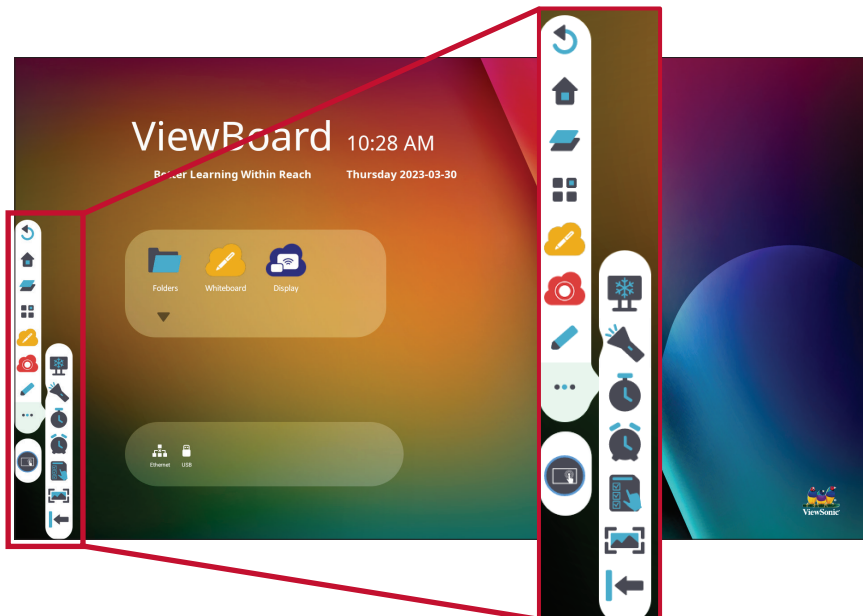 ViewBoard 10:28 AM
Better Learning Within Reach Thursday 2023-03-30
Folders Whiteboard Display
Ethernet USB
ViewSonic